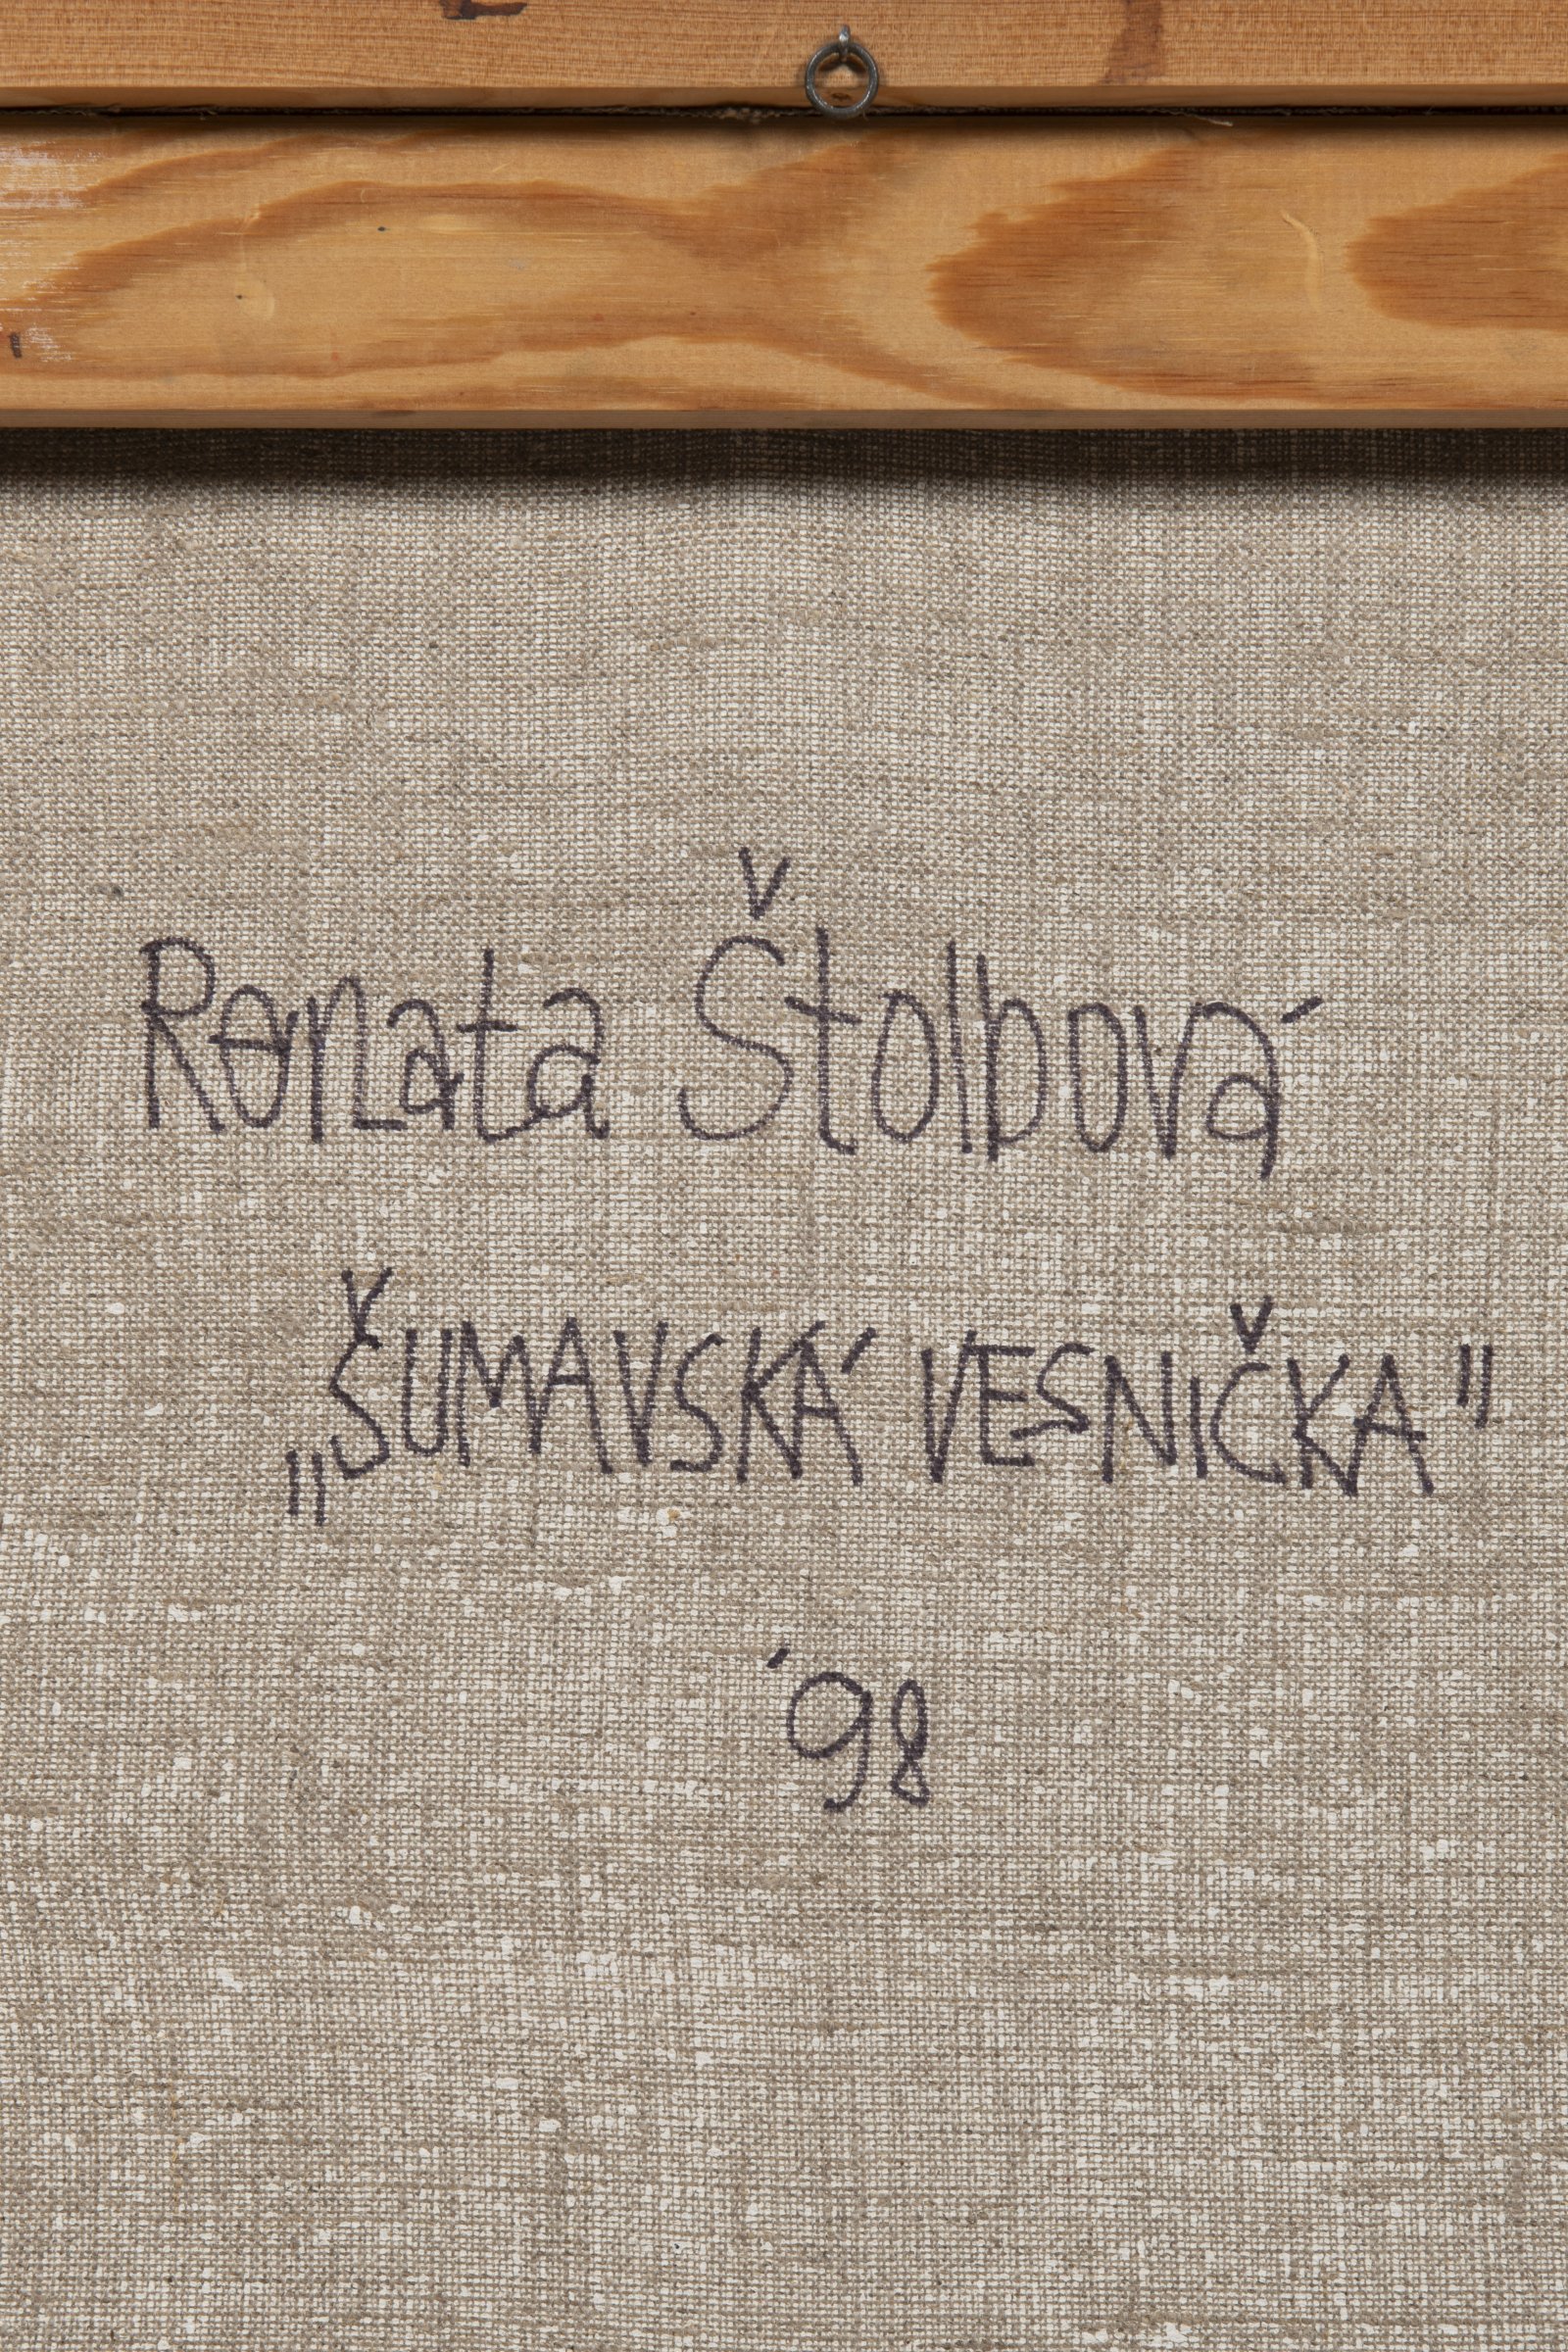 Renata Štolbová
„ŠUMAVSKÁ VESNIČKA"
'98